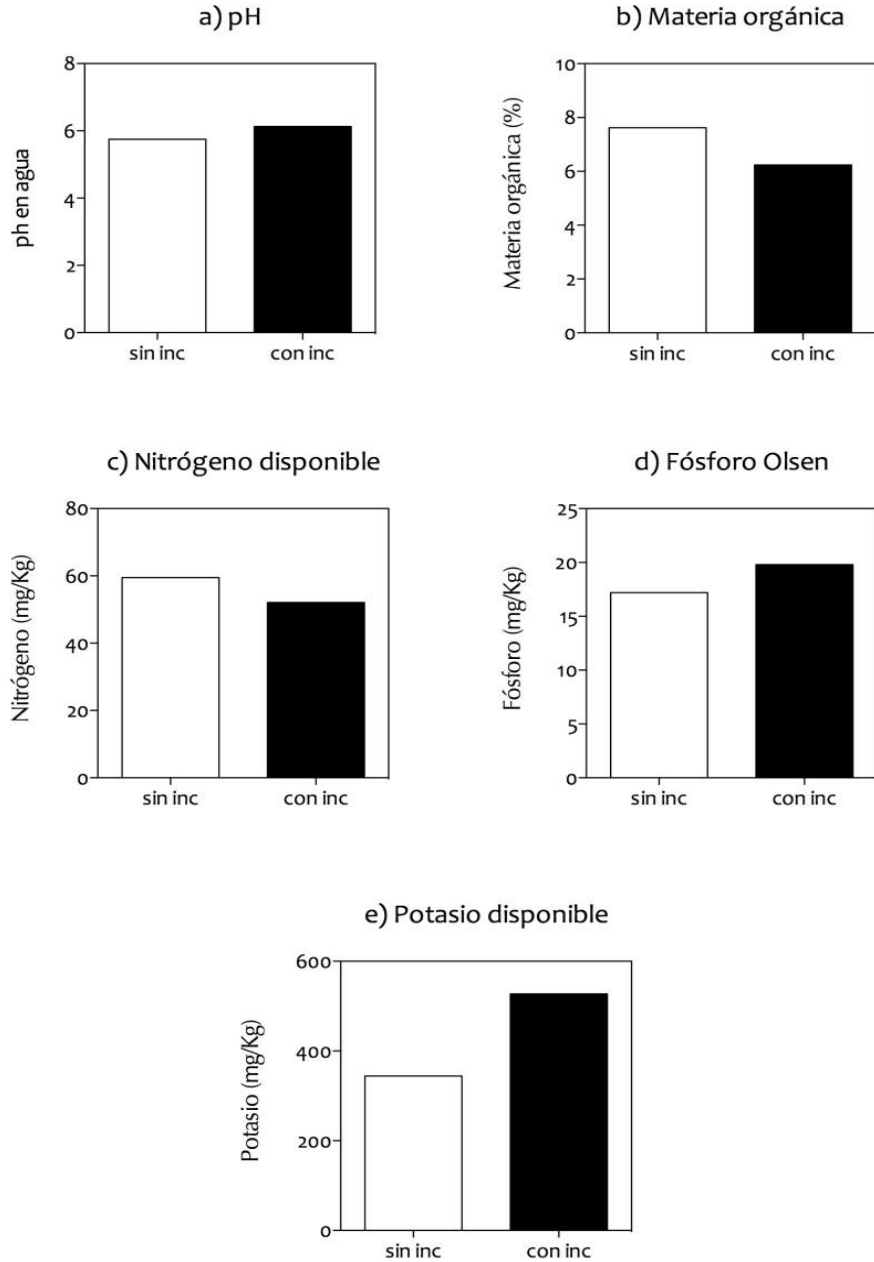 a) pH
b) Materia orgánica
8
6
4
2
0
ph en agua
sin inc
con inc
10
8
6
4
2
0
Materia orgánica (%)
sin inc
con inc
c) Nitrógeno disponible
d) Fósforo Olsen
80
60
40
20
0
Nitrógeno (mg/Kg)
sin inc
con inc
25
20
15
10
5
0
Fósforo (mg/Kg)
sin inc
con inc
e) Potasio disponible
600
400
200
0
Potasio (mg/Kg)
sin inc
con inc